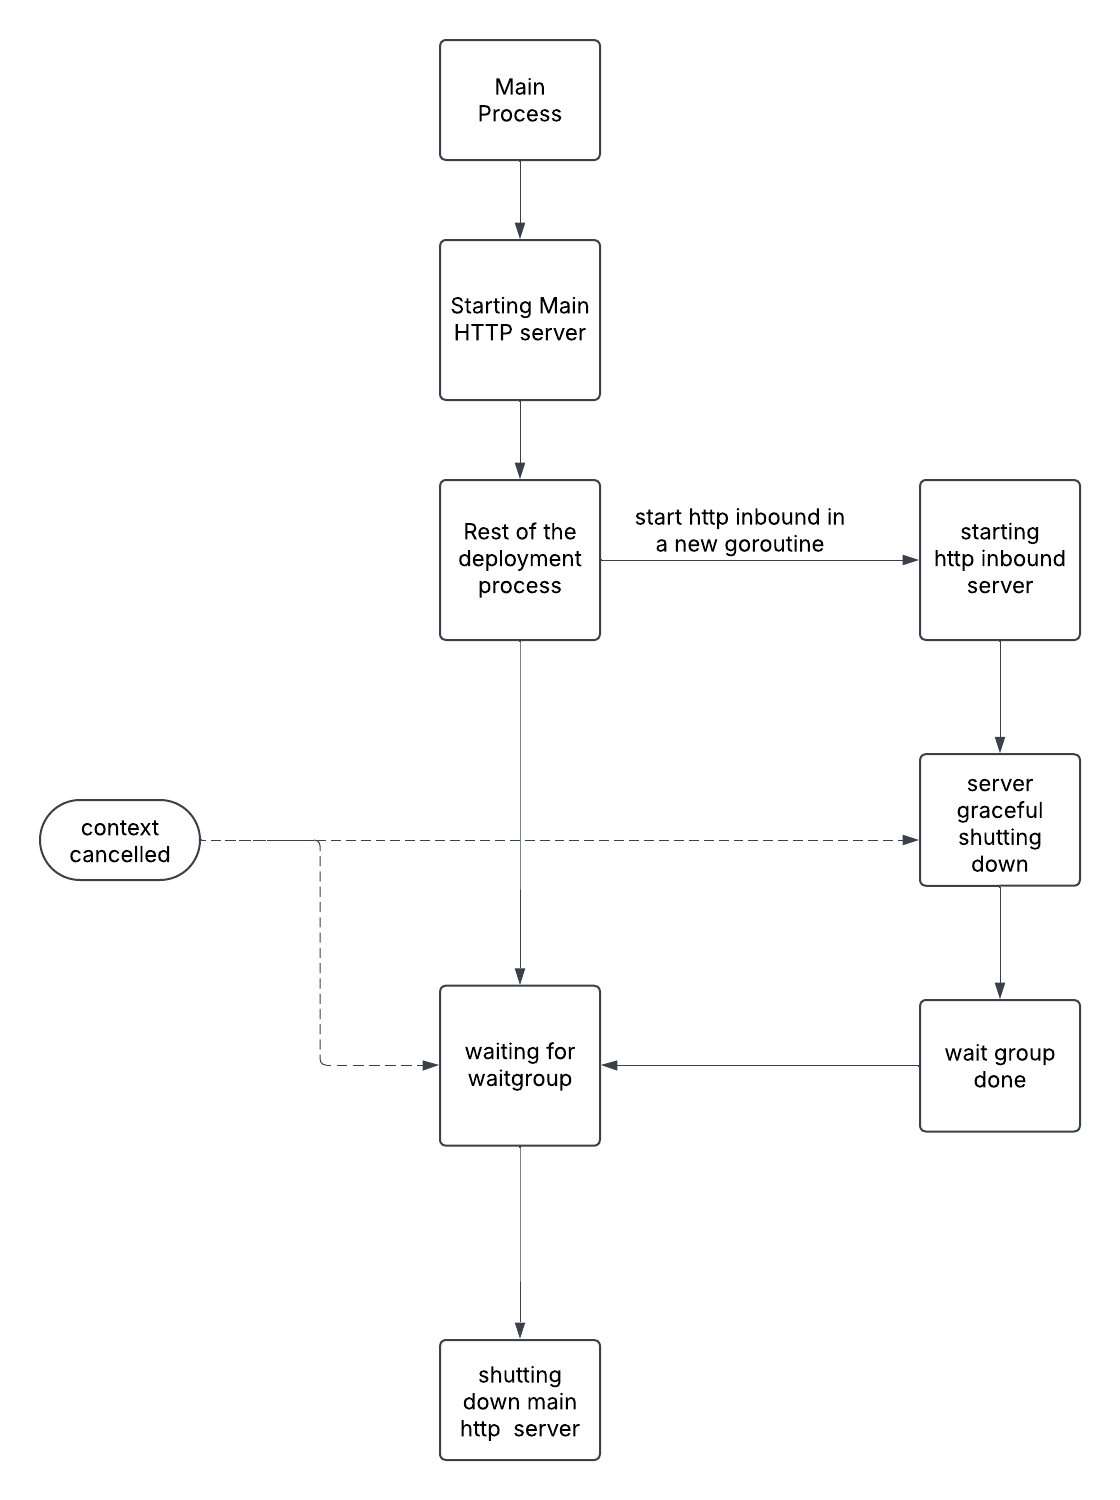 Main
Process
Starting Main
HTTP server
Rest of the
deployment
process
start http inbound in
a new goroutine
starting
http inbound
server
server
graceful
shutting
down
context
cancelled
waiting for
waitgroup
wait group
done
shutting
down main
http  server